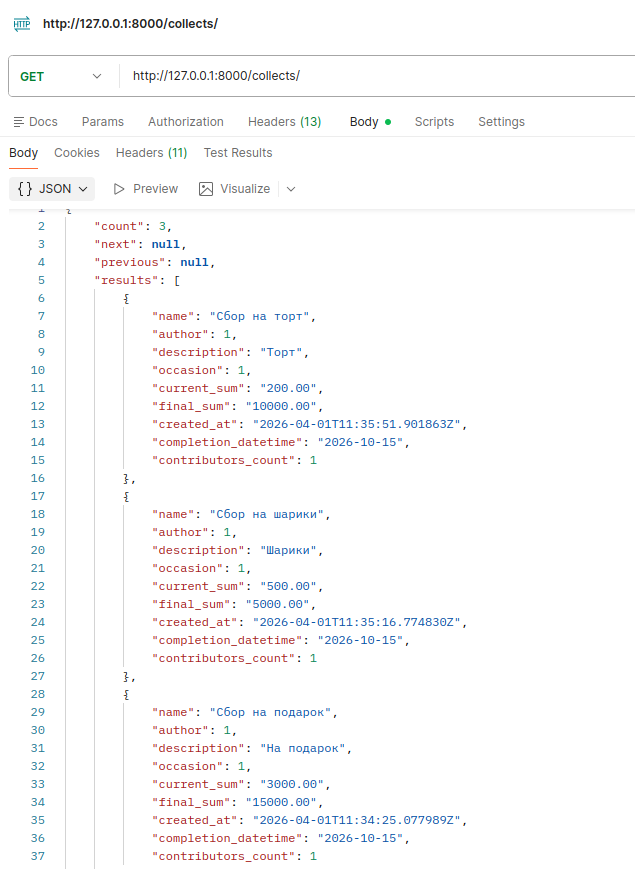 HTTP http://127.0.0.1:8000/collects/
GET http://127.0.0.1:8000/collects/
Docs Params Authorization Headers (13) Body Scripts Settings
Body Cookies Headers (11) Test Results
{} JSON Preview Visualize
1 {
2 "count": 3,
3 "next": null,
4 "previous": null,
5 "results": [
6 {
7 "name": "Сбор на торт",
8 "author": 1,
9 "description": "Торт",
10 "occasion": 1,
11 "current_sum": "200.00",
12 "final_sum": "10000.00",
13 "created_at": "2026-04-01T11:35:51.901863Z",
14 "completion_datetime": "2026-10-15",
15 "contributors_count": 1
16 },
17 {
18 "name": "Сбор на шарики",
19 "author": 1,
20 "description": "Шарики",
21 "occasion": 1,
22 "current_sum": "500.00",
23 "final_sum": "5000.00",
24 "created_at": "2026-04-01T11:35:16.774830Z",
25 "completion_datetime": "2026-10-15",
26 "contributors_count": 1
27 },
28 {
29 "name": "Сбор на подарок",
30 "author": 1,
31 "description": "На подарок",
32 "occasion": 1,
33 "current_sum": "3000.00",
34 "final_sum": "15000.00",
35 "created_at": "2026-04-01T11:34:25.077989Z",
36 "completion_datetime": "2026-10-15",
37 "contributors_count": 1